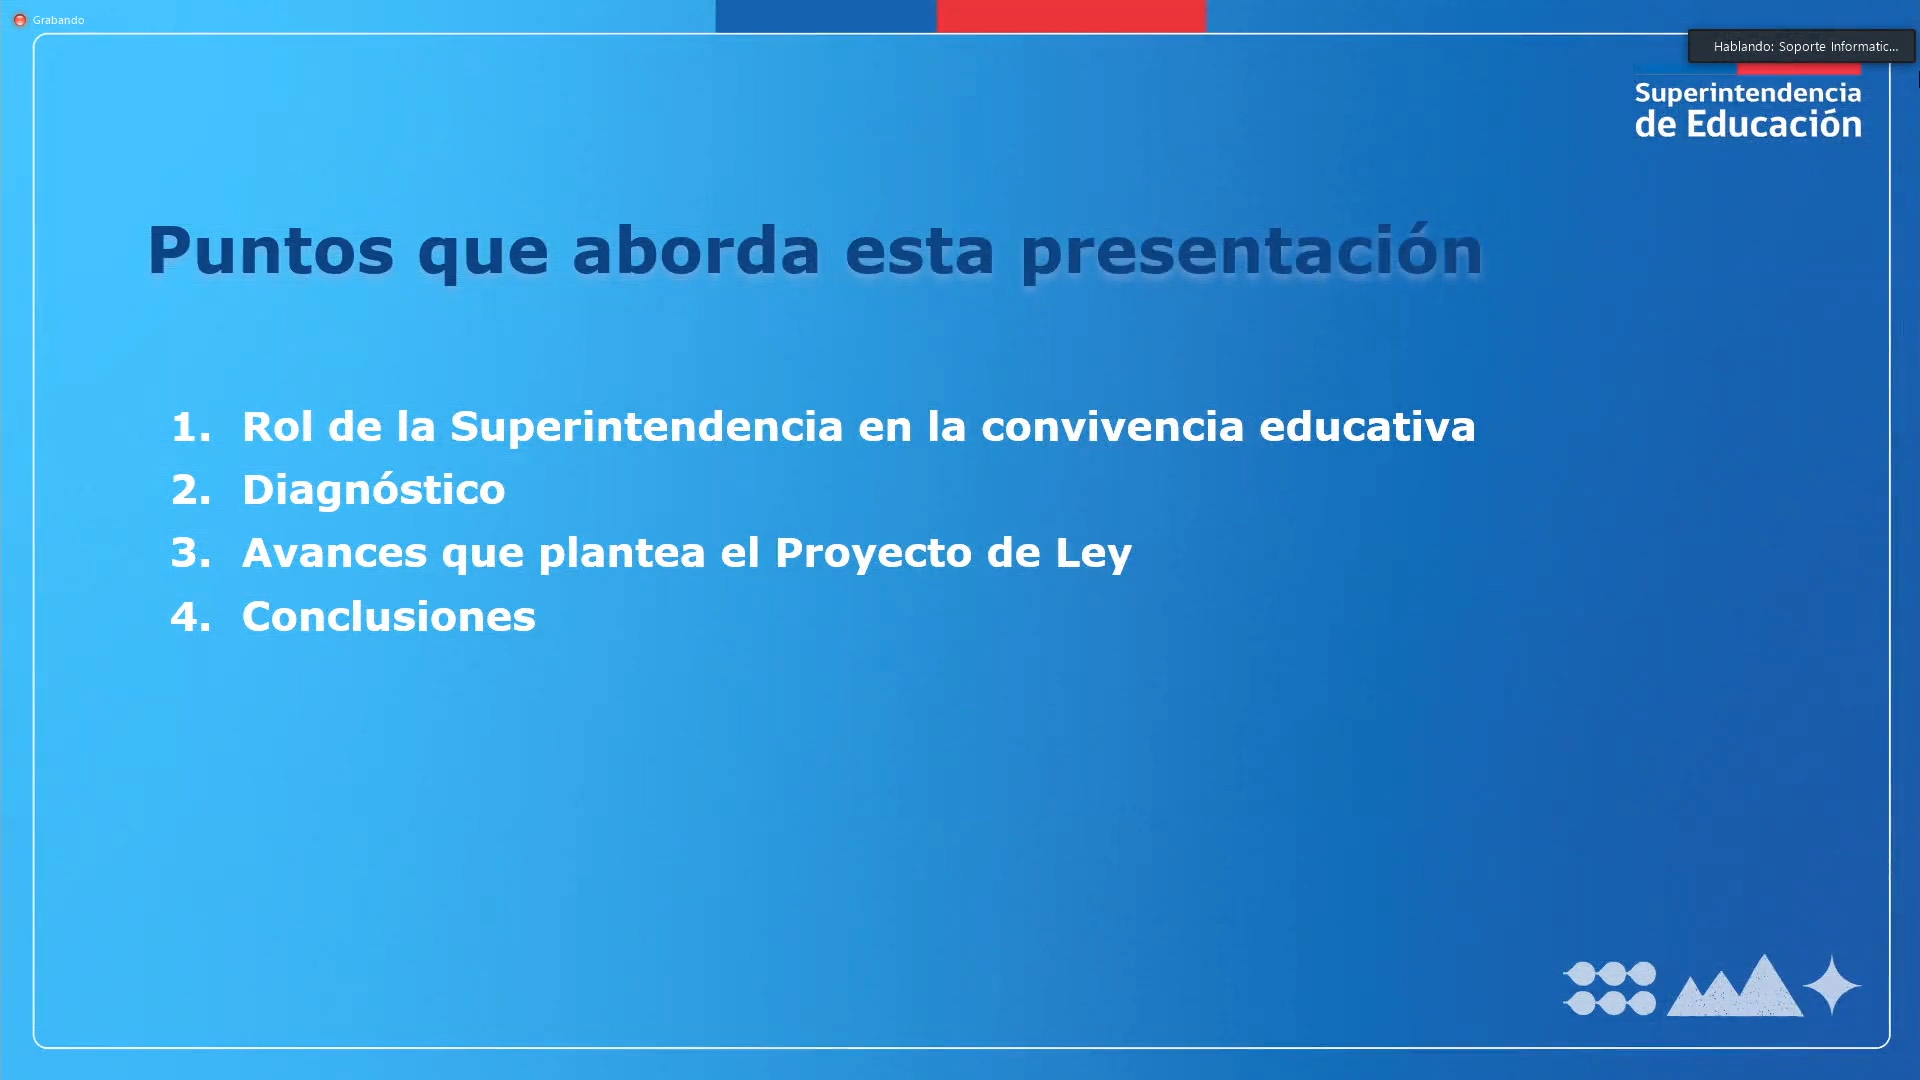 Grabando
Hablando: Soporte Informatic...
Superintendencia
de Educación
Puntos que aborda esta presentación
1. Rol de la Superintendencia en la convivencia educativa
2. Diagnóstico
3. Avances que plantea el Proyecto de Ley
4. Conclusiones